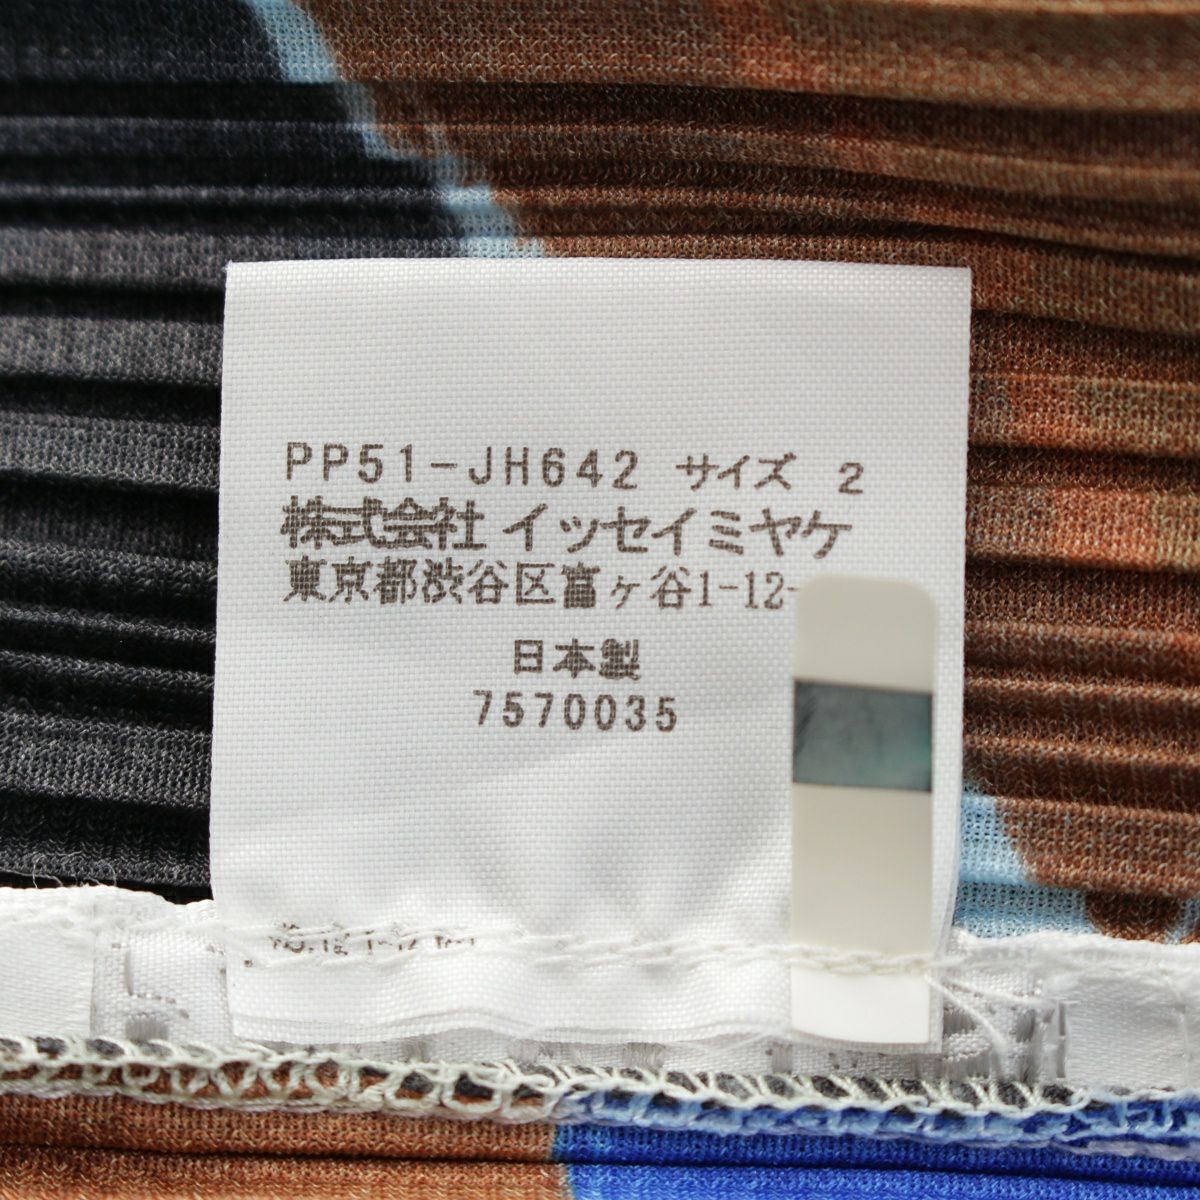 PP51-JH642 サイズ 2
株式会社 イッセイミヤケ
東京都渋谷区富ヶ谷1-12-
日本製
7570035